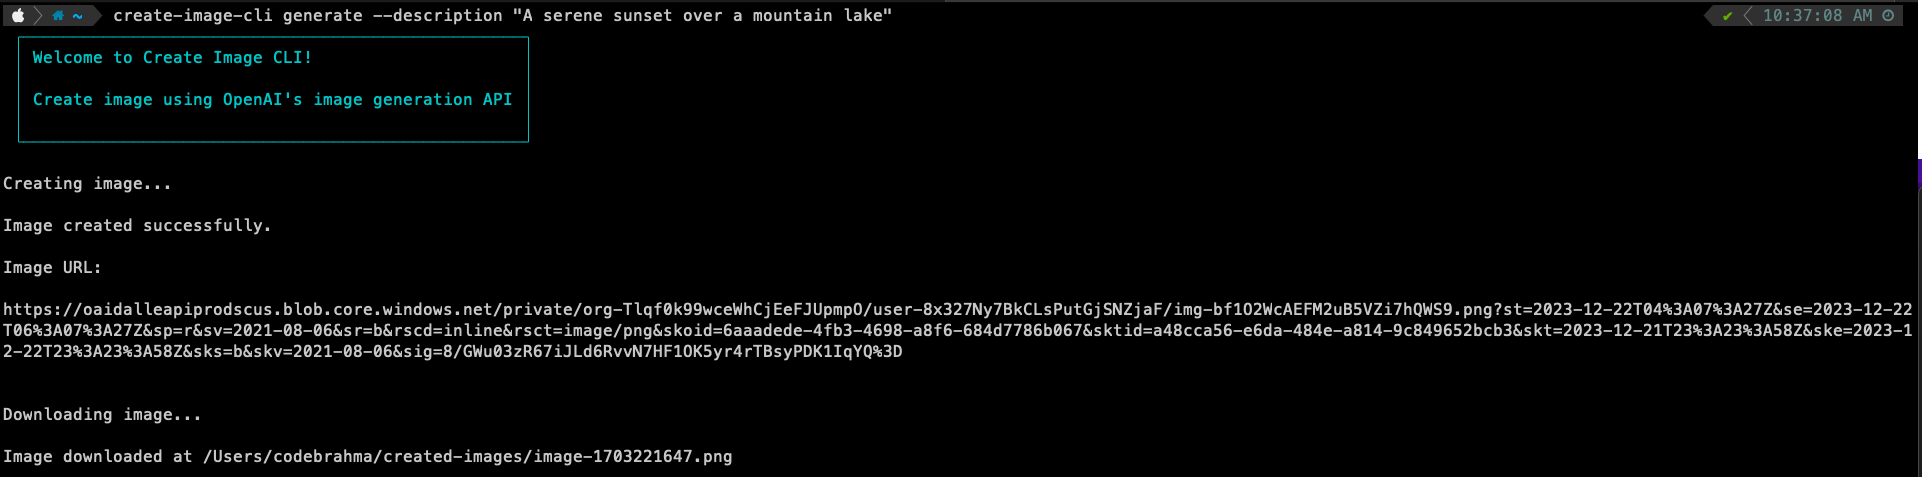 ~ create-image-cli generate --description "A serene sunset over a mountain lake" ✔ 10:37:08 AM
Welcome to Create Image CLI!
Create image using OpenAI's image generation API
Creating image...
Image created successfully.
Image URL:
https://oaidalleapiprodscus.blob.core.windows.net/private/org-Tlqf0k99wceWhCjEeFJUpmpO/user-8x327Ny7BkCLsPutGjSNZjaF/img-bf1O2WcAEFM2uB5VZi7hQWS9.png?st=2023-12-22T04%3A07%3A27Z&se=2023-12-22
T06%3A07%3A27Z&sp=r&sv=2021-08-06&sr=b&rscd=inline&rsct=image/png&skoid=6aaadede-4fb3-4698-a8f6-684d7786b067&sktid=a48cca56-e6da-484e-a814-9c849652bcb3&skt=2023-12-21T23%3A23%3A58Z&ske=2023-1
2-22T23%3A23%3A58Z&sks=b&skv=2021-08-06&sig=8/GWu03zR67iJLd6RvvN7HF1OK5yr4rTBsyPDK1IqYQ%3D
Downloading image...
Image downloaded at /Users/codebrahma/created-images/image-1703221647.png